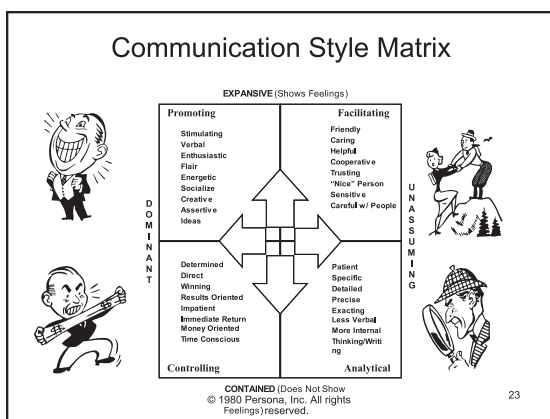 Communication Style Matrix
EXPANSIVE (Shows Feelings)
Promoting
Stimulating
Verbal
Enthusiastic
Flair
Energetic
Socialize
Creative
Assertive
Ideas
Facilitating
Friendly
Caring
Helpful
Cooperative
Trusting
“Nice” Person
Sensitive
Careful w/ People
DOMINANT
UNASSUMING
Determined
Direct
Winning
Results Oriented
Impatient
Immediate Return
Money Oriented
Time Conscious
Controlling
Patient
Specific
Detailed
Precise
Exacting
Less Verbal
More Internal
Thinking/Writi
ng
Analytical
CONTAINED (Does Not Show
© 1980 Persona, Inc. All rights
Feelings) reserved.
23